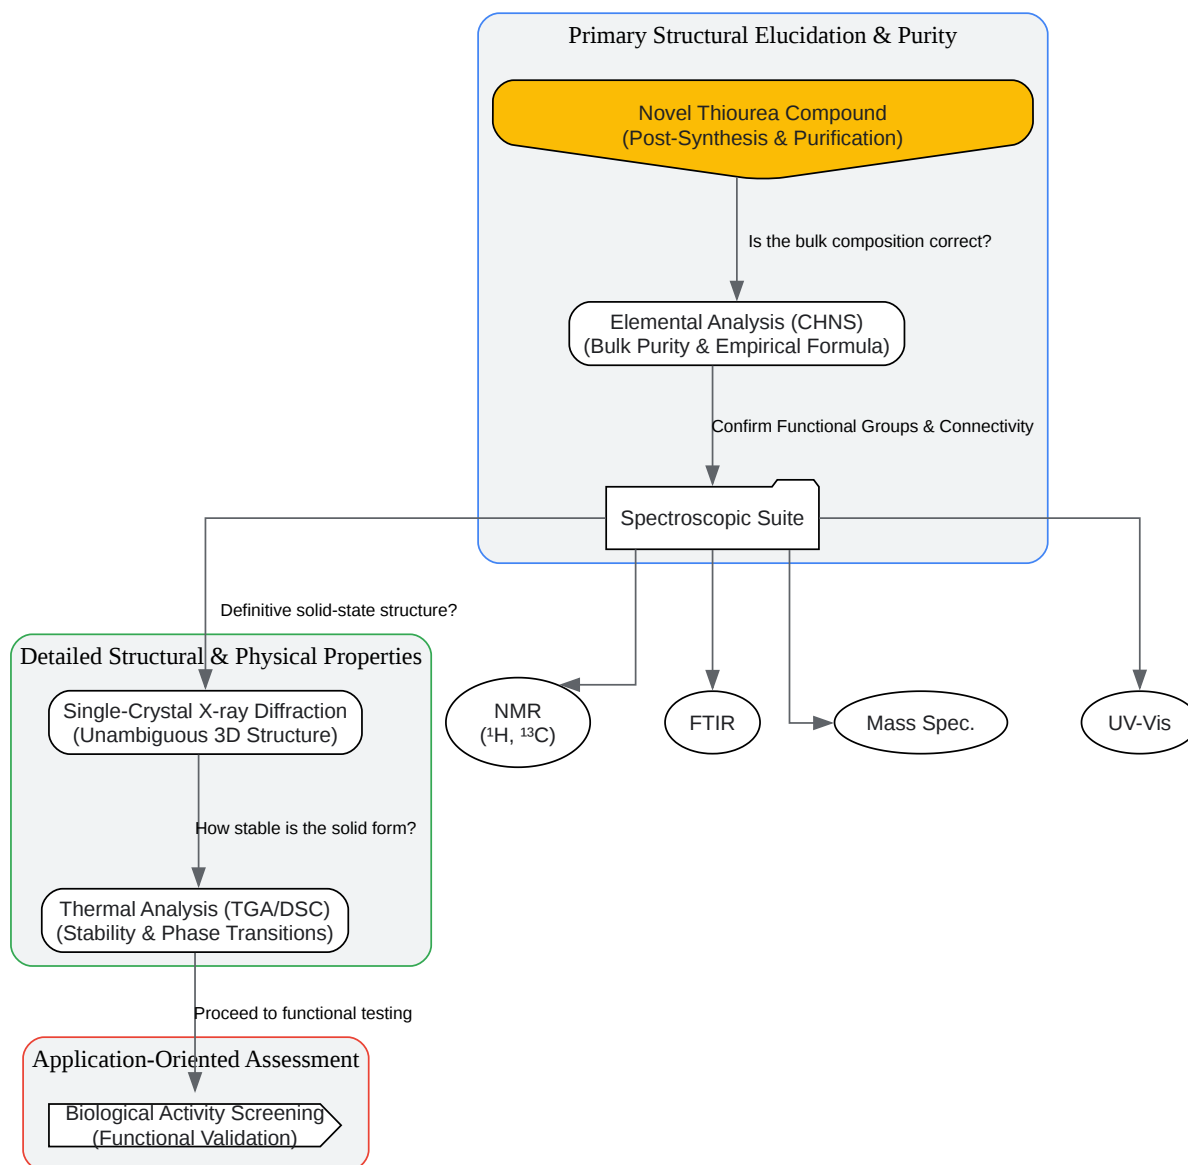 Primary Structural Elucidation & Purity
Novel Thiourea Compound
(Post-Synthesis & Purification)
Is the bulk composition correct?
Elemental Analysis (CHNS)
(Bulk Purity & Empirical Formula)
Confirm Functional Groups & Connectivity
Spectroscopic Suite
Definitive solid-state structure?
Detailed Structural & Physical Properties
Single-Crystal X-ray Diffraction
(Unambiguous 3D Structure)
NMR
(¹H, ¹³C)
FTIR
Mass Spec.
UV-Vis
How stable is the solid form?
Thermal Analysis (TGA/DSC)
(Stability & Phase Transitions)
Proceed to functional testing
Application-Oriented Assessment
Biological Activity Screening
(Functional Validation)